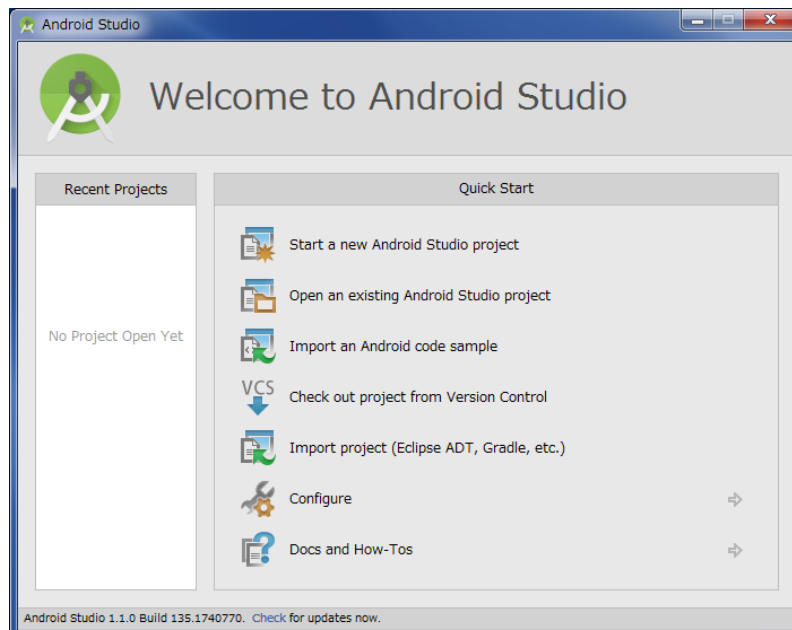 Android Studio
Welcome to Android Studio
Recent Projects
No Project Open Yet
Quick Start
Start a new Android Studio project
Open an existing Android Studio project
Import an Android code sample
VCS
Check out project from Version Control
Import project (Eclipse ADT, Gradle, etc.)
Configure
Docs and How-Tos
Android Studio 1.1.0 Build 135.1740770. Check for updates now.